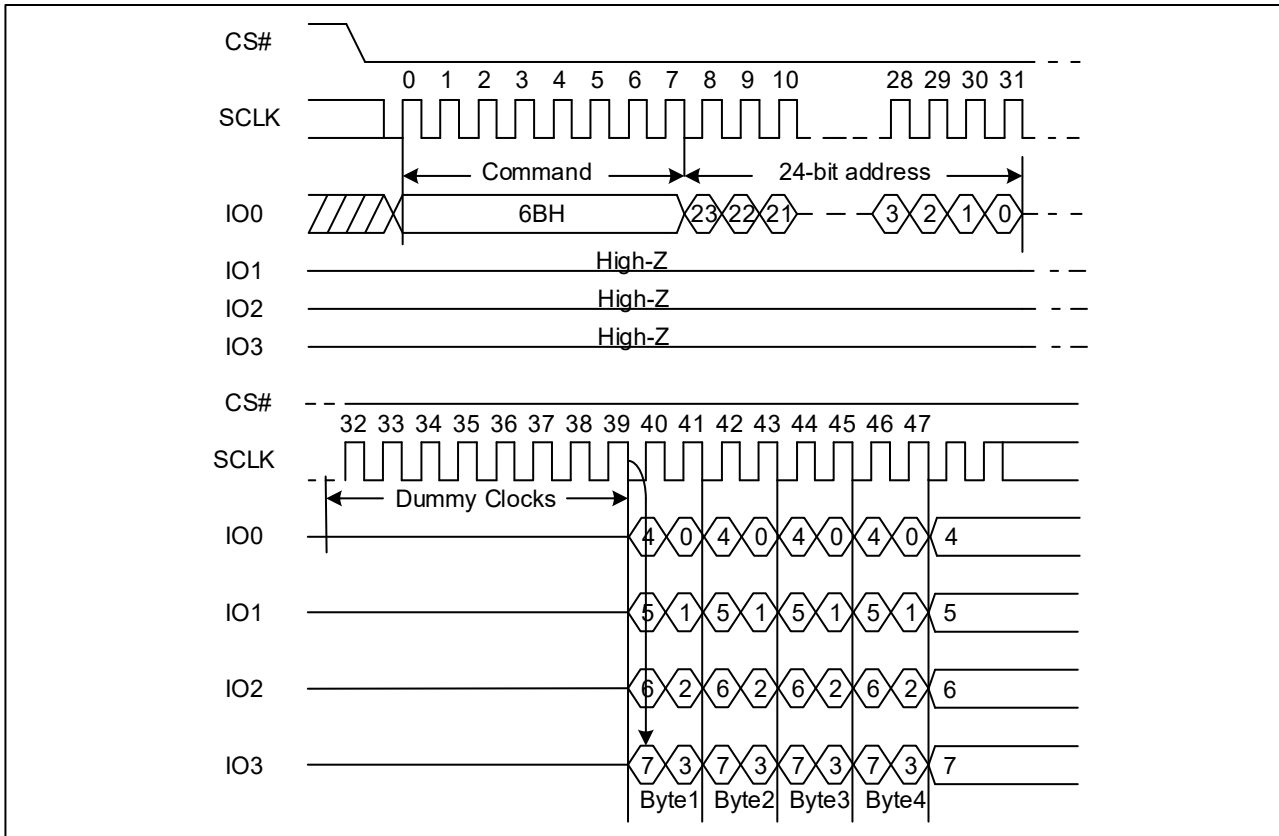 CS#
0 1 2 3 4 5 6 7 8 9 10 28 29 30 31
SCLK
Command 24-bit address
IO0 6BH 23 22 21 3 2 1 0
IO1 High-Z
IO2 High-Z
IO3 High-Z
CS#
32 33 34 35 36 37 38 39 40 41 42 43 44 45 46 47
SCLK
Dummy Clocks
IO0 4 0 4 0 4 0 4 0 4
IO1 5 1 5 1 5 1 5 1 5
IO2 6 2 6 2 6 2 6 2 6
IO3 7 3 7 3 7 3 7 3 7
Byte1 Byte2 Byte3 Byte4